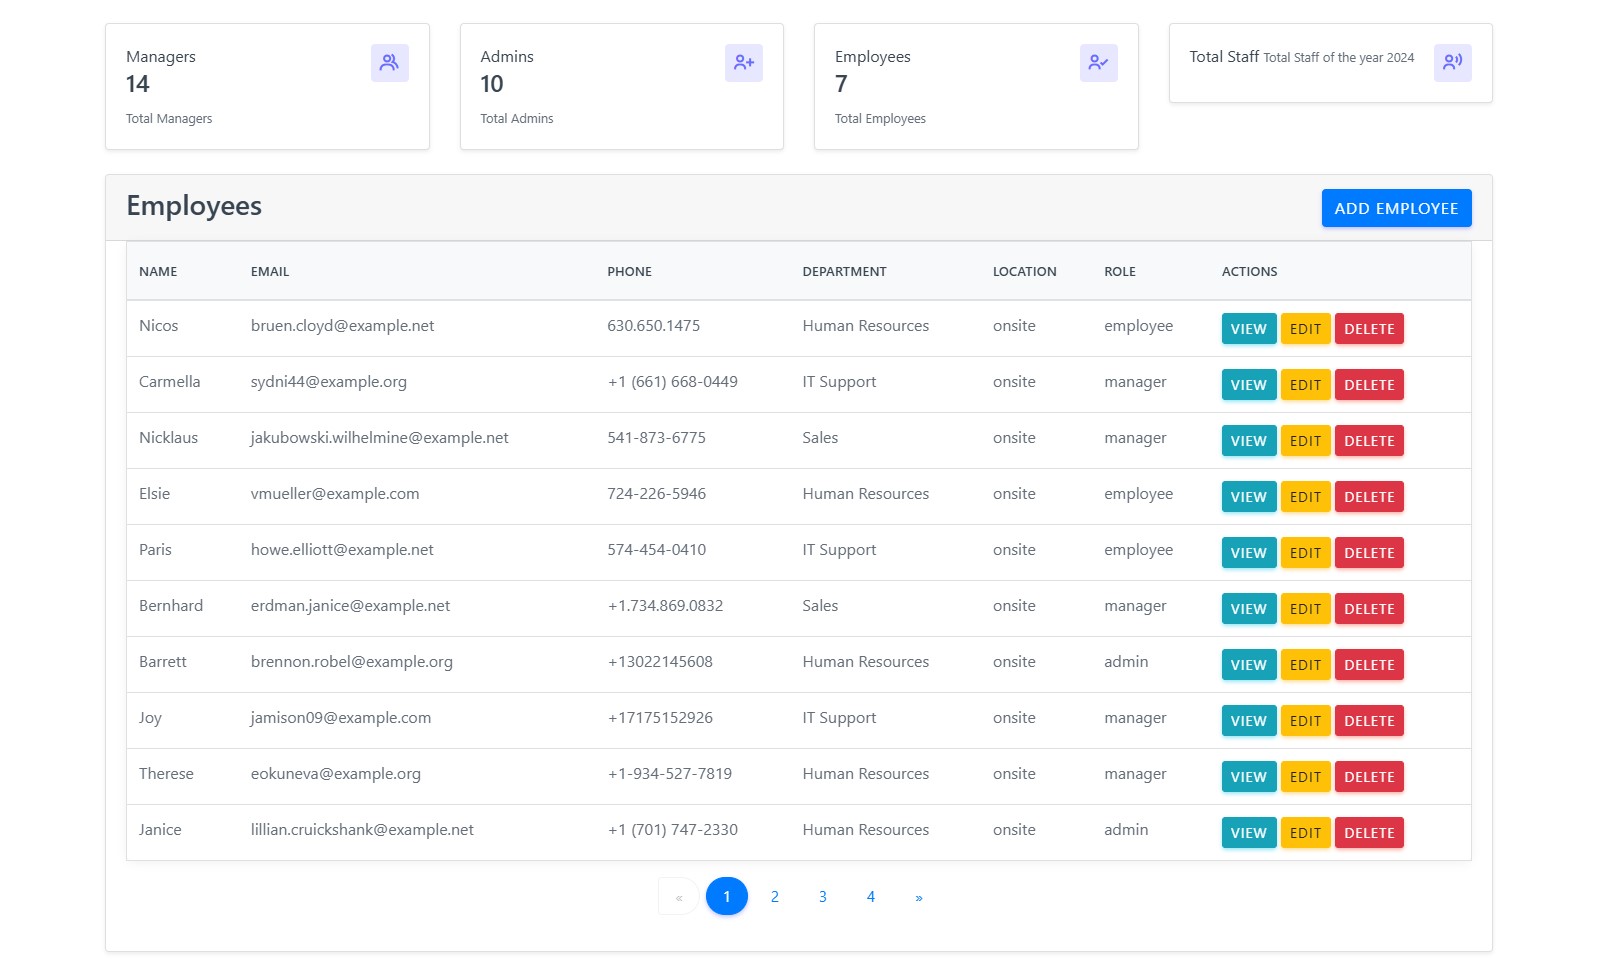 Managers
14
Total Managers
Admins
10
Total Admins
Employees
7
Total Employees
Total Staff Total Staff of the year 2024
Employees
ADD EMPLOYEE
NAME EMAIL PHONE DEPARTMENT LOCATION ROLE ACTIONS
Nicos bruen.cloyd@example.net 630.650.1475 Human Resources onsite employee VIEW EDIT DELETE
Carmella sydni44@example.org +1 (661) 668-0449 IT Support onsite manager VIEW EDIT DELETE
Nicklaus jakubowski.wilhelmine@example.net 541-873-6775 Sales onsite manager VIEW EDIT DELETE
Elsie vmueller@example.com 724-226-5946 Human Resources onsite employee VIEW EDIT DELETE
Paris howe.elliott@example.net 574-454-0410 IT Support onsite employee VIEW EDIT DELETE
Bernhard erdman.janice@example.net +1.734.869.0832 Sales onsite manager VIEW EDIT DELETE
Barrett brennon.robel@example.org +13022145608 Human Resources onsite admin VIEW EDIT DELETE
Joy jamison09@example.com +17175152926 IT Support onsite manager VIEW EDIT DELETE
Therese eokuneva@example.org +1-934-527-7819 Human Resources onsite manager VIEW EDIT DELETE
Janice lillian.cruickshank@example.net +1 (701) 747-2330 Human Resources onsite admin VIEW EDIT DELETE
« 1 2 3 4 »